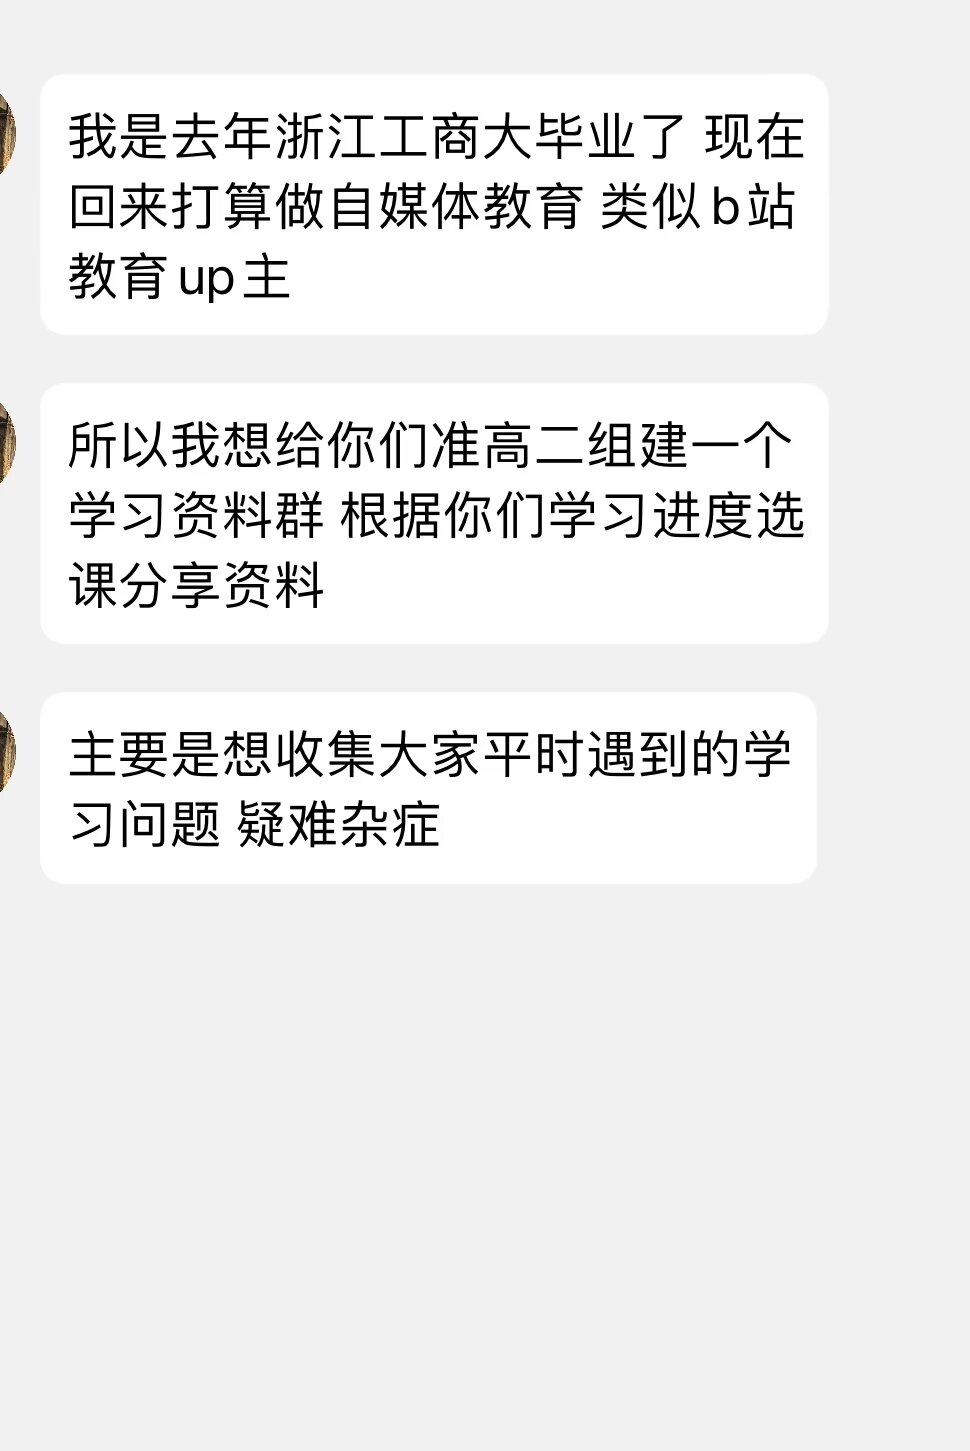 我是去年浙江工商大毕业了 现在
回来打算做自媒体教育 类似b站
教育up主
所以我想给你们准高二组建一个
学习资料群 根据你们学习进度选
课分享资料
主要是想收集大家平时遇到的学
习问题 疑难杂症